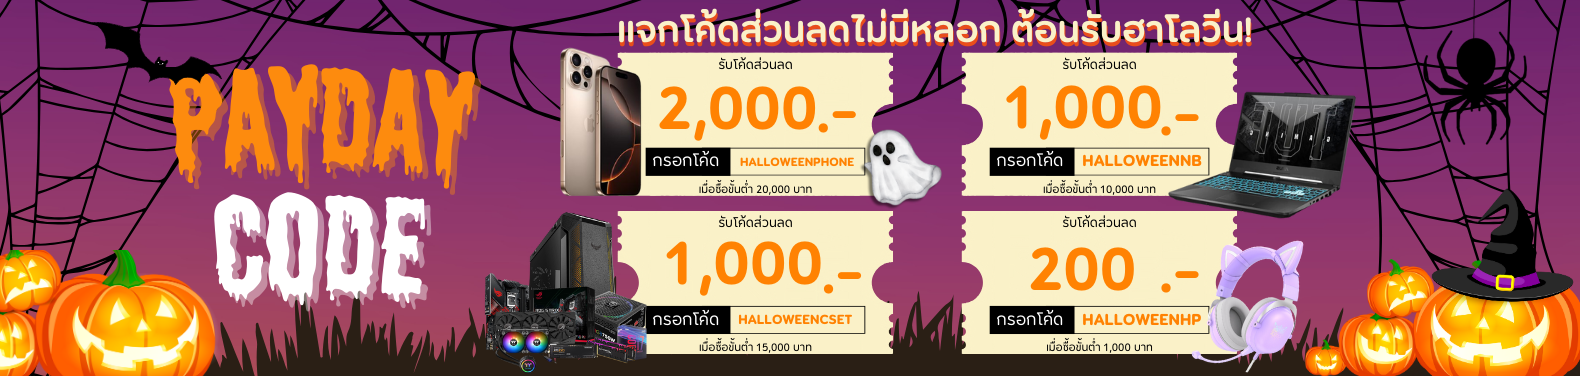 แจกโค้ดส่วนลดไม่มีหลอก ต้อนรับฮาโลวีน!
PAYDAY
CODE
รับโค้ดส่วนลด
2,000.-
กรอกโค้ด HALLOWEENPHONE
เมื่อซื้อขั้นต่ำ 20,000 บาท
รับโค้ดส่วนลด
1,000.-
กรอกโค้ด HALLOWEENNB
เมื่อซื้อขั้นต่ำ 10,000 บาท
รับโค้ดส่วนลด
1,000.-
กรอกโค้ด HALLOWEENCSET
เมื่อซื้อขั้นต่ำ 15,000 บาท
รับโค้ดส่วนลด
200 .-
กรอกโค้ด HALLOWEENHP
เมื่อซื้อขั้นต่ำ 1,000 บาท
TUF